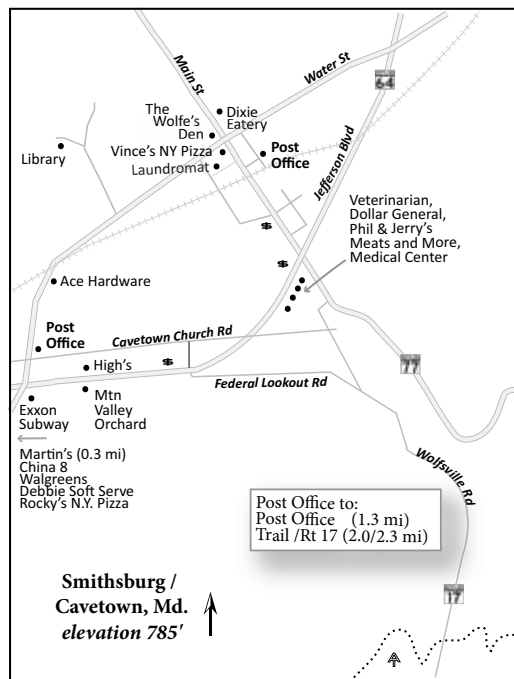 Main St
Water St
64
The
Wolfe's
Den
Dixie
Eatery
Library
Vince's NY Pizza
Laundromat
Post
Office
Jefferson Blvd
Veterinarian,
Dollar General,
Phil & Jerry's
Meats and More,
Medical Center
$
$
Ace Hardware
Post
Office
Cavetown Church Rd
High's
$
77
Federal Lookout Rd
Exxon
Subway
Mtn
Valley
Orchard
Martin's (0.3 mi)
China 8
Walgreens
Debbie Soft Serve
Rocky's N.Y. Pizza
Wolfsville Rd
Post Office to:
Post Office (1.3 mi)
Trail /Rt 17 (2.0/2.3 mi)
Smithsburg /
Cavetown, Md.
elevation 785'
17